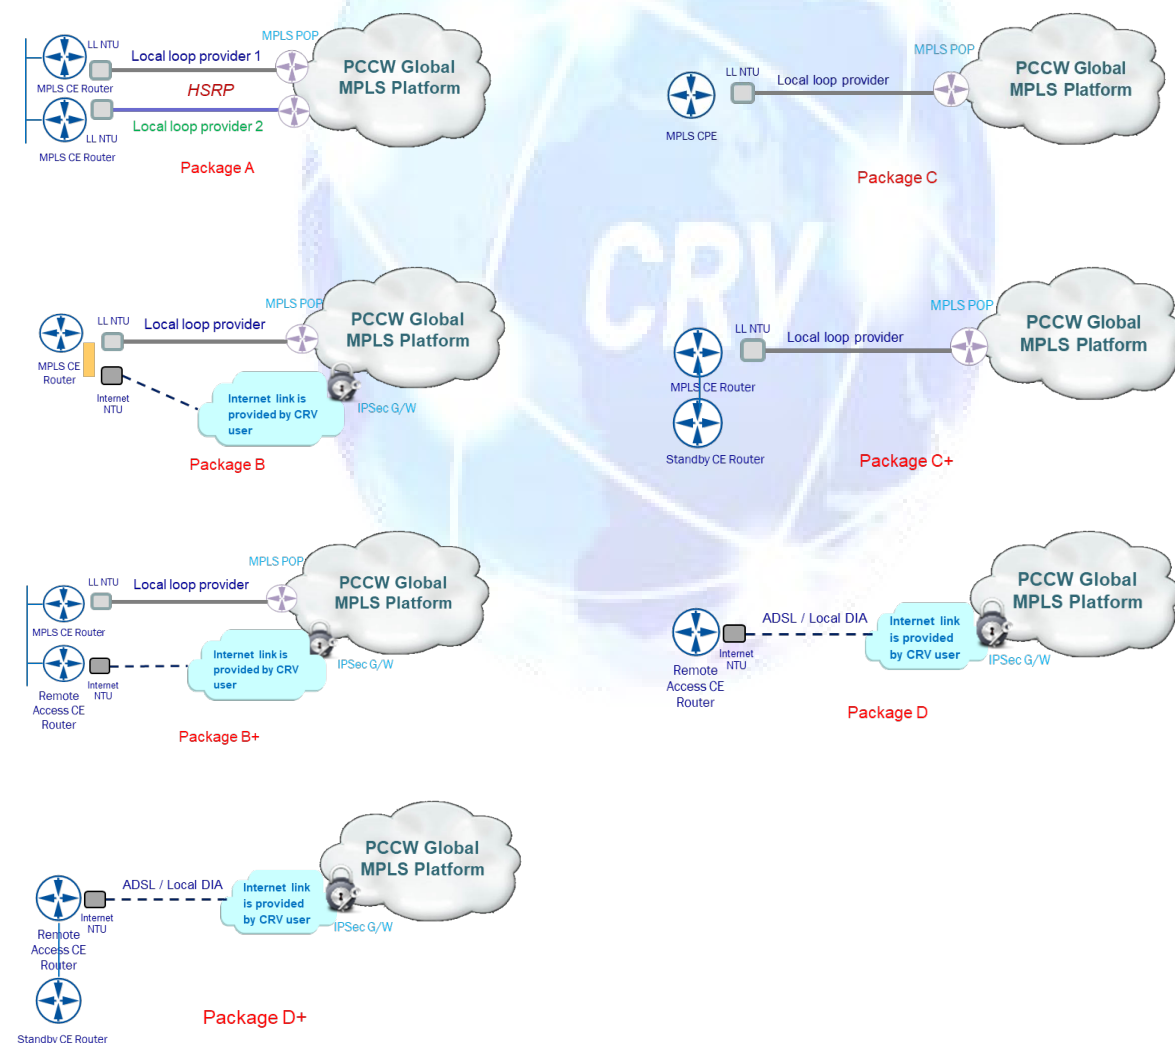 LL NTU
Local loop provider 1
MPLS POP
MPLS CE Router
HSRP
PCCW Global
MPLS Platform
Local loop provider 2
LL NTU
MPLS CE Router
Package A
MPLS POP
LL NTU
Local loop provider
PCCW Global
MPLS Platform
MPLS CPE
Package C
CRV
MPLS POP
LL NTU
Local loop provider
PCCW Global
MPLS Platform
MPLS CE
Router
Internet
NTU
Internet link is
provided by CRV
user
IPSec G/W
Package B
MPLS POP
LL NTU
Local loop provider
PCCW Global
MPLS Platform
MPLS CE Router
Standby CE Router
Package C+
MPLS POP
LL NTU
Local loop provider
PCCW Global
MPLS Platform
MPLS CE Router
Internet link is
provided by CRV
user
IPSec G/W
Internet
NTU
Remote
Access CE
Router
Package B+
PCCW Global
MPLS Platform
ADSL / Local DIA
Internet link
is provided
by CRV user
IPSec G/W
Internet
NTU
Remote
Access CE
Router
Package D
PCCW Global
MPLS Platform
ADSL / Local DIA
Internet link
is provided
by CRV user
IPSec G/W
Internet
NTU
Remote
Access CE
Router
Package D+
Standby CE Router